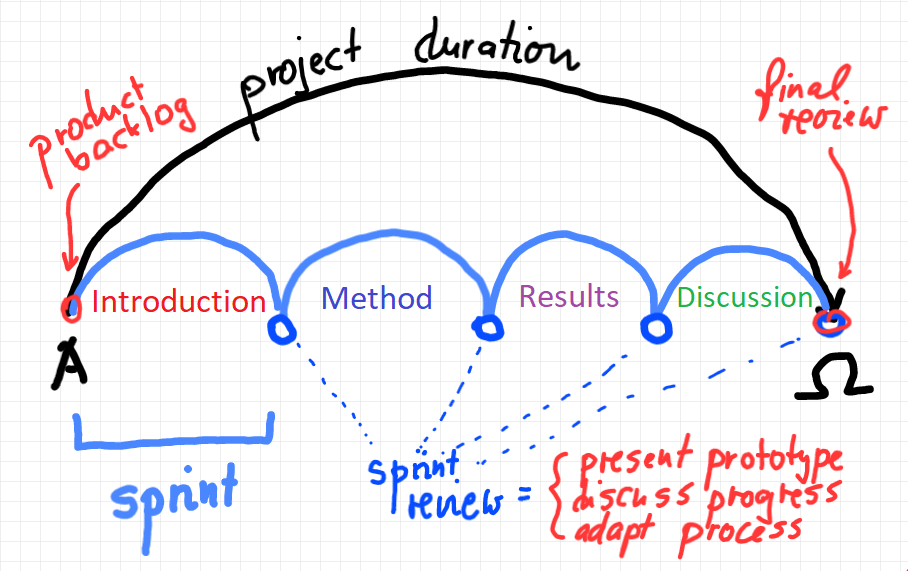 project duration
product
backlog
final
review
Introduction
Method
Results
Discussion
A
Ω
sprint
sprint
review = { present prototype
discuss progress
adapt process